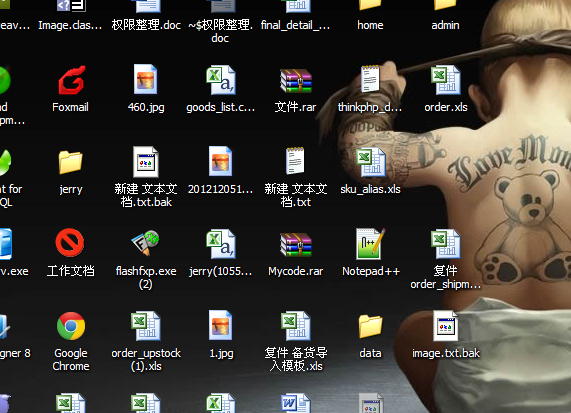 eav...
Image.clas...
权限整理.doc
~$权限整理.
doc
final_detail_...
home
admin
nd
pm...
Foxmail
460.jpg
goods_list.c...
文件.rar
thinkphp_d...
order.xls
t for
QL
jerry
新建 文本文
档.txt.bak
201212051...
新建 文本文
档.txt
sku_alias.xls
Love Mom
v.exe
工作文档
flashfxp.exe
(2)
jerry(1055...
Mycode.rar
Notepad++
复件
order_shipm...
gner 8
Google
Chrome
order_upstock
(1).xls
1.jpg
复件 备货导
入模板.xls
data
image.txt.bak